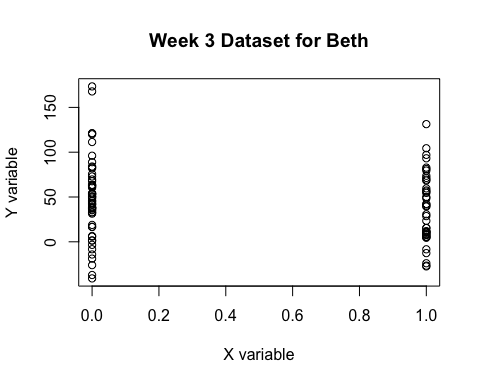 Week 3 Dataset for Beth
Y variable
150
100
50
0
0.0 0.2 0.4 0.6 0.8 1.0
X variable